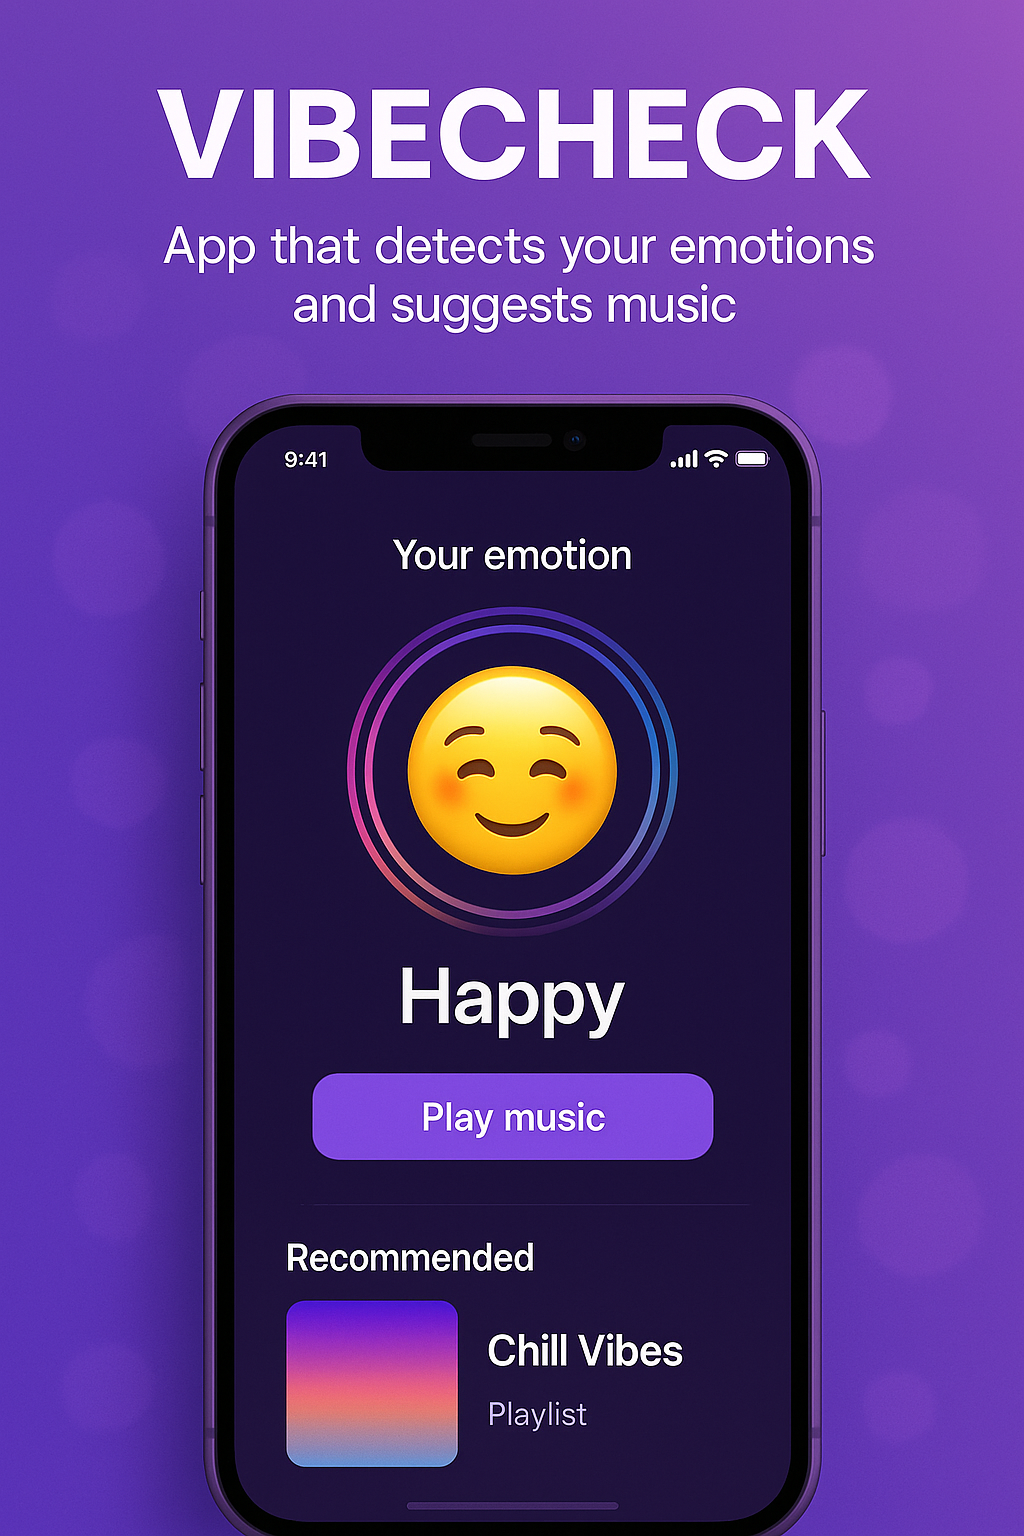 VIBECHECK
App that detects your emotions
and suggests music
9:41
Your emotion
Happy
Play music
Recommended
Chill Vibes
Playlist